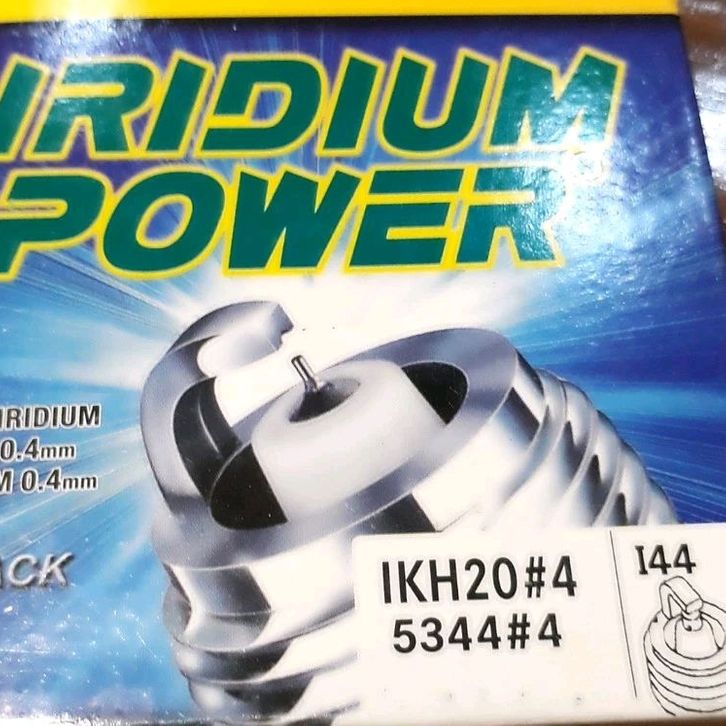 IRIDIUM
POWER
IRIDIUM
0.4mm
M 0.4mm
ACK
IKH20#4
5344#4
I44